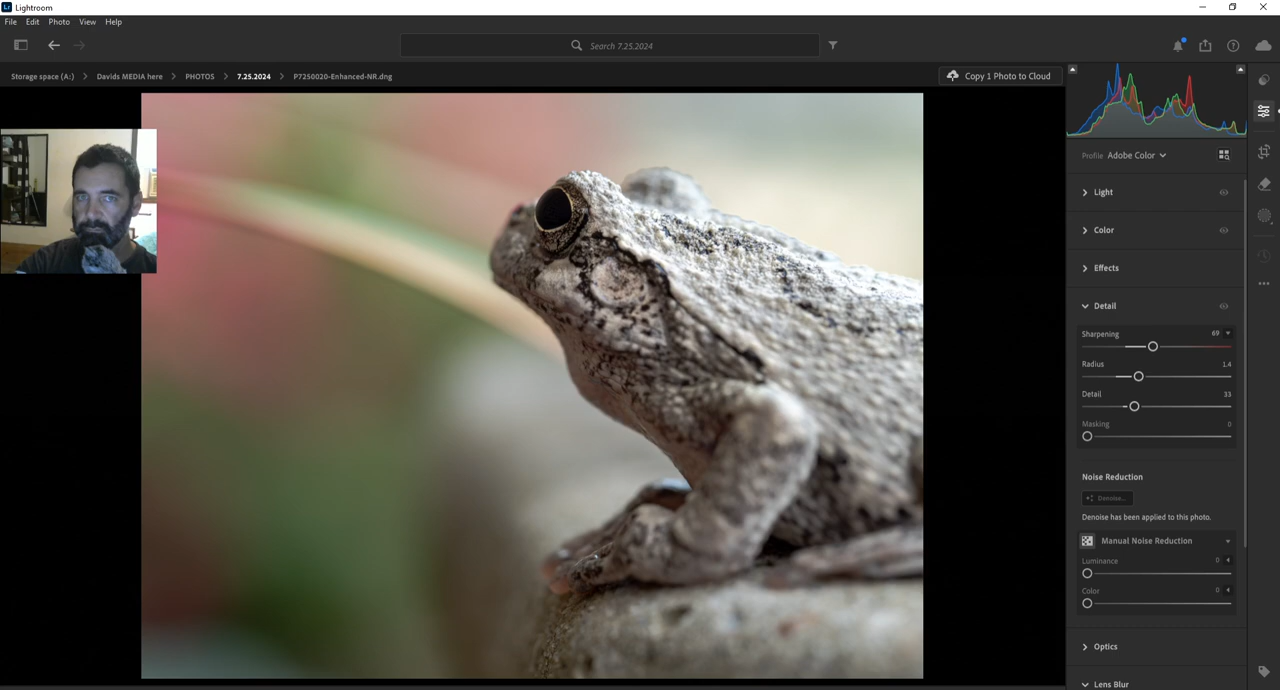 Lr Lightroom
File Edit Photo View Help
Search 7.25.2024
Storage space (A:) > Davids MEDIA here > PHOTOS > 7.25.2024 > P7250020-Enhanced-NR.dng
Copy 1 Photo to Cloud
Profile Adobe Color
Light
Color
Effects
Detail
Sharpening 69
Radius 1.4
Detail 33
Masking 0
Noise Reduction
Denoise...
Denoise has been applied to this photo.
Manual Noise Reduction
Luminance 0
Color 0
Optics
Lens Blur